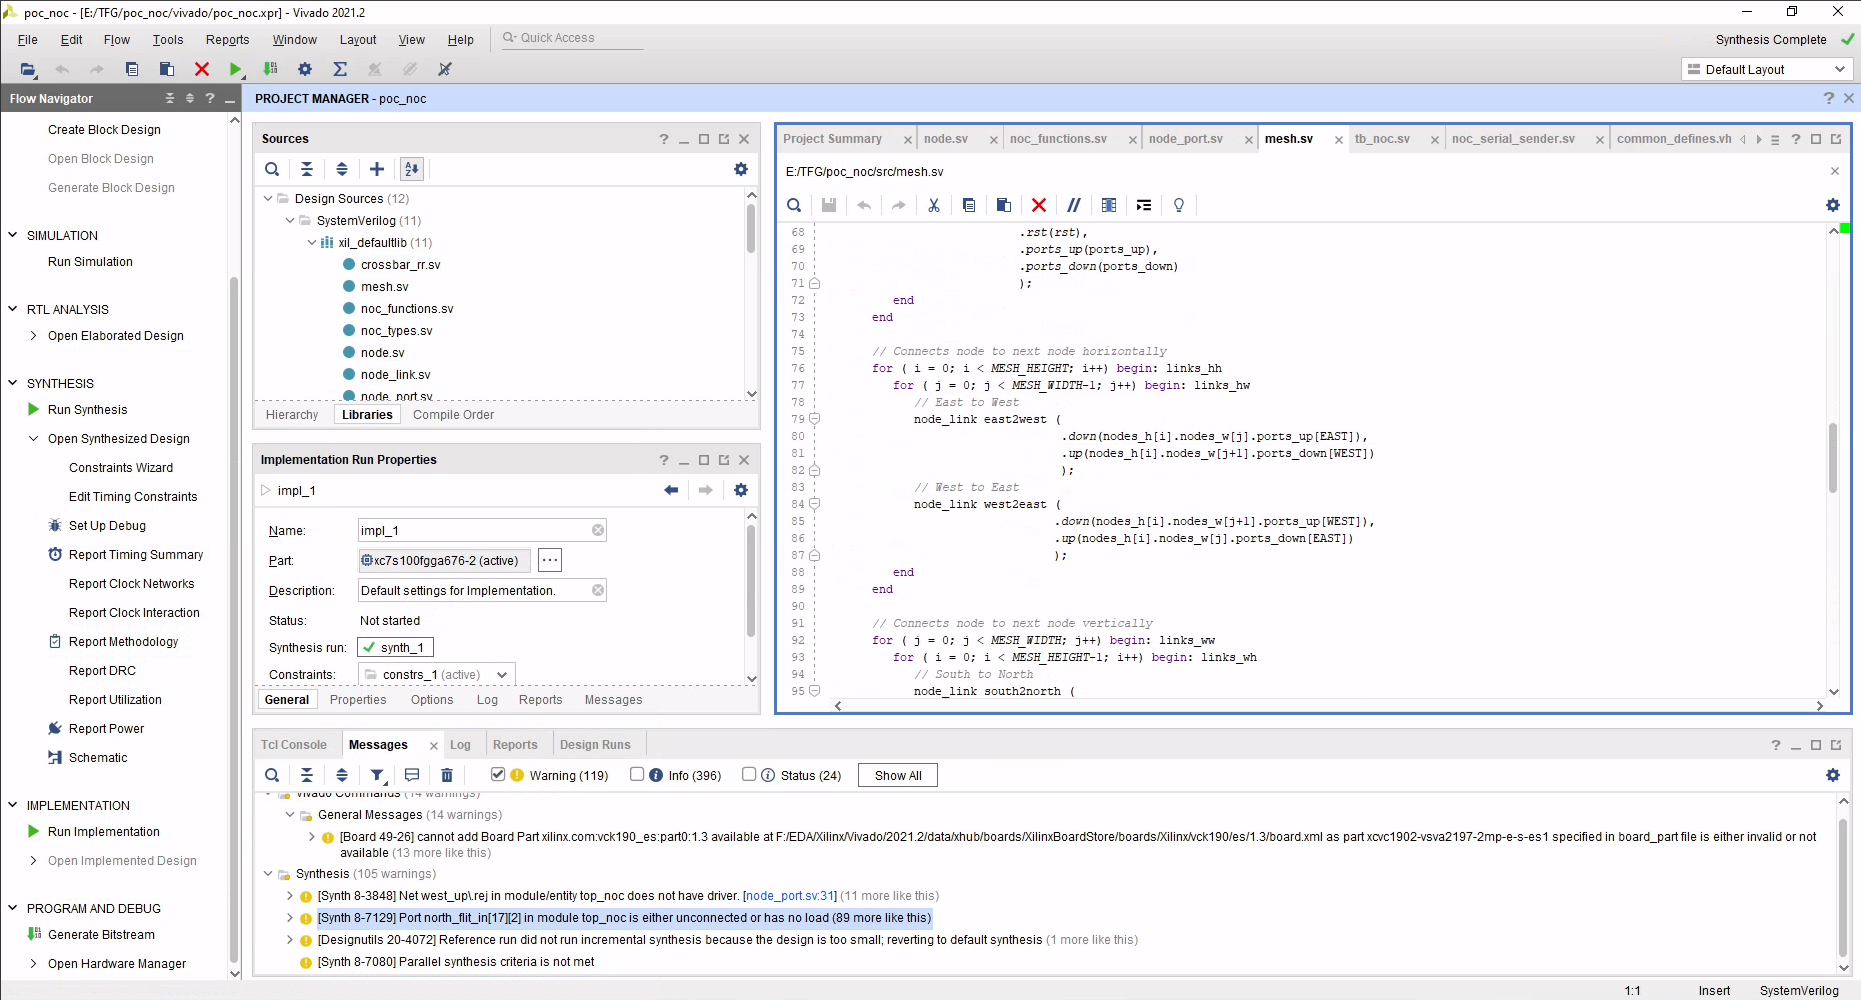 poc_noc - [E:/TFG/poc_noc/vivado/poc_noc.xpr] - Vivado 2021.2
File Edit Flow Tools Reports Window Layout View Help Quick Access
Synthesis Complete
Default Layout
Flow Navigator
Create Block Design
Open Block Design
Generate Block Design
SIMULATION
Run Simulation
RTL ANALYSIS
Open Elaborated Design
SYNTHESIS
Run Synthesis
Open Synthesized Design
Constraints Wizard
Edit Timing Constraints
Set Up Debug
Report Timing Summary
Report Clock Networks
Report Clock Interaction
Report Methodology
Report DRC
Report Utilization
Report Power
Schematic
IMPLEMENTATION
Run Implementation
Open Implemented Design
PROGRAM AND DEBUG
Generate Bitstream
Open Hardware Manager
PROJECT MANAGER - poc_noc
Sources
Design Sources (12)
SystemVerilog (11)
xil_defaultlib (11)
crossbar_rr.sv
mesh.sv
noc_functions.sv
noc_types.sv
node.sv
node_link.sv
node_port.sv
Hierarchy Libraries Compile Order
Implementation Run Properties
impl_1
Name: impl_1
Part: xc7s100fgga676-2 (active)
Description: Default settings for Implementation.
Status: Not started
Synthesis run: synth_1
Constraints: constrs_1 (active)
General Properties Options Log Reports Messages
Project Summary node.sv noc_functions.sv node_port.sv mesh.sv tb_noc.sv noc_serial_sender.sv common_defines.vh
E:/TFG/poc_noc/src/mesh.sv
68 .rst(rst),
69 .ports_up(ports_up),
70 .ports_down(ports_down)
71 );
72 end
73 end
74
75 // Connects node to next node horizontally
76 for ( i = 0; i < MESH_HEIGHT; i++) begin: links_hh
77 for ( j = 0; j < MESH_WIDTH-1; j++) begin: links_hw
78 // East to West
79 node_link east2west (
80 .down(nodes_h[i].nodes_w[j].ports_up[EAST]),
81 .up(nodes_h[i].nodes_w[j+1].ports_down[WEST])
82 );
83 // West to East
84 node_link west2east (
85 .down(nodes_h[i].nodes_w[j+1].ports_up[WEST]),
86 .up(nodes_h[i].nodes_w[j].ports_down[EAST])
87 );
88 end
89 end
90
91 // Connects node to next node vertically
92 for ( j = 0; j < MESH_WIDTH; j++) begin: links_ww
93 for ( i = 0; i < MESH_HEIGHT-1; i++) begin: links_wh
94 // South to North
95 node_link south2north (
Tcl Console Messages Log Reports Design Runs
Warning (119) Info (396) Status (24) Show All
Vivado Commands (14 warnings)
General Messages (14 warnings)
[Board 49-26] cannot add Board Part xilinx.com:vck190_es:part0:1.3 available at F:/EDA/Xilinx/Vivado/2021.2/data/xhub/boards/XilinxBoardStore/boards/Xilinx/vck190/es/1.3/board.xml as part xcvc1902-vsva2197-2mp-e-s-es1 specified in board_part file is either invalid or not
available (13 more like this)
Synthesis (105 warnings)
[Synth 8-3848] Net west_up\.rej in module/entity top_noc does not have driver. [node_port.sv:31] (11 more like this)
[Synth 8-7129] Port north_flit_in[17][2] in module top_noc is either unconnected or has no load (89 more like this)
[Designutils 20-4072] Reference run did not run incremental synthesis because the design is too small; reverting to default synthesis (1 more like this)
[Synth 8-7080] Parallel synthesis criteria is not met
1:1 Insert SystemVerilog